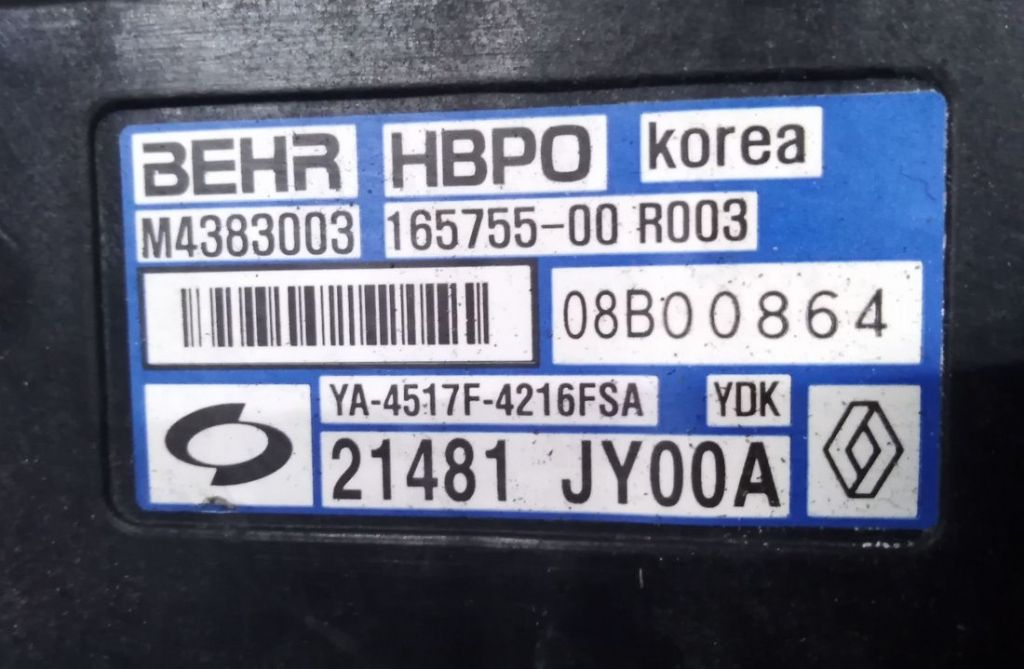 BEHR HBPO korea
M4383003 165755-00 R003
08B00864
YA-4517F-4216FSA YDK
21481 JY00A